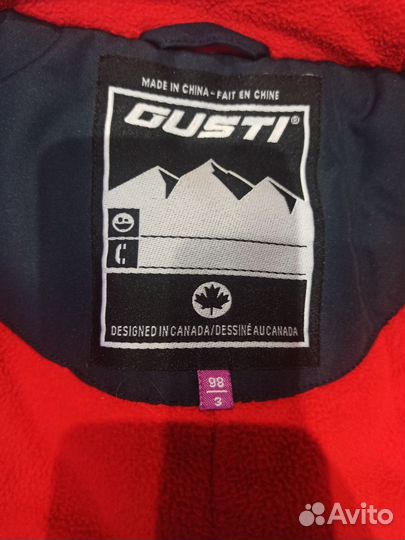 MADE IN CHINA - FAIT EN CHINE
GUSTI®
DESIGNED IN CANADA/DESSINÉ AU CANADA
98
3
Avito